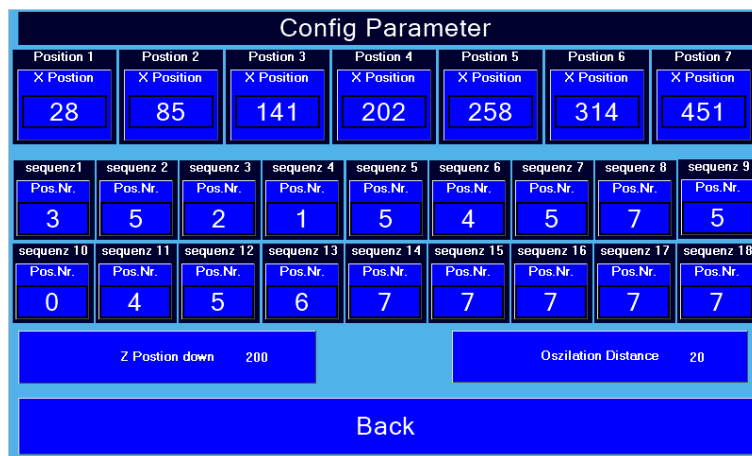 Config Parameter
Position 1 Postion 2 Postion 3 Postion 4 Postion 5 Postion 6 Postion 7
X Postion X Position X Position X Position X Position X Position X Position
28 85 141 202 258 314 451
sequenz1 sequenz 2 sequenz 3 sequenz 4 sequenz 5 sequenz 6 sequenz 7 sequenz 8 sequenz 9
Pos.Nr. Pos.Nr. Pos.Nr. Pos.Nr. Pos.Nr. Pos.Nr. Pos.Nr. Pos.Nr. Pos.Nr.
3 5 2 1 5 4 5 7 5
sequenz 10 sequenz 11 sequenz 12 sequenz 13 sequenz 14 sequenz 15 sequenz 16 sequenz 17 sequenz 18
Pos.Nr. Pos.Nr. Pos.Nr. Pos.Nr. Pos.Nr. Pos.Nr. Pos.Nr. Pos.Nr. Pos.Nr.
0 4 5 6 7 7 7 7 7
Z Postion down 200 Oszilation Distance 20
Back